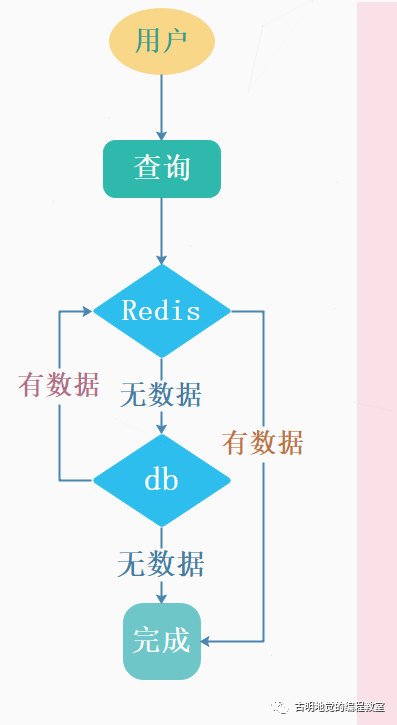 用户
查询
Redis
有数据
无数据
有数据
db
无数据
完成
古明地觉的编程教室